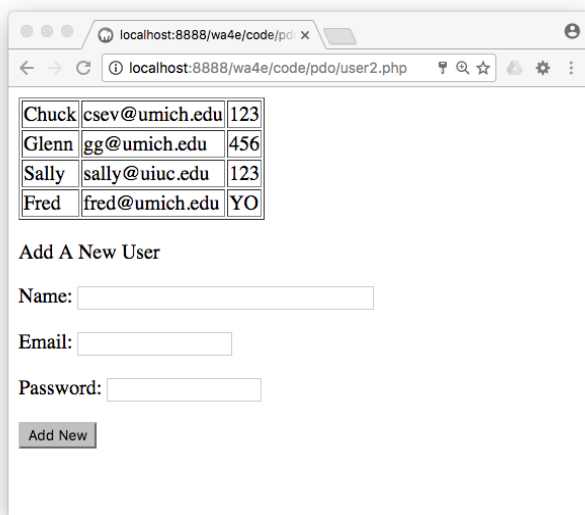 localhost:8888/wa4e/code/pd
localhost:8888/wa4e/code/pdo/user2.php
Chuck csev@umich.edu 123
Glenn gg@umich.edu 456
Sally sally@uiuc.edu 123
Fred fred@umich.edu YO
Add A New User
Name:
Email:
Password:
Add New